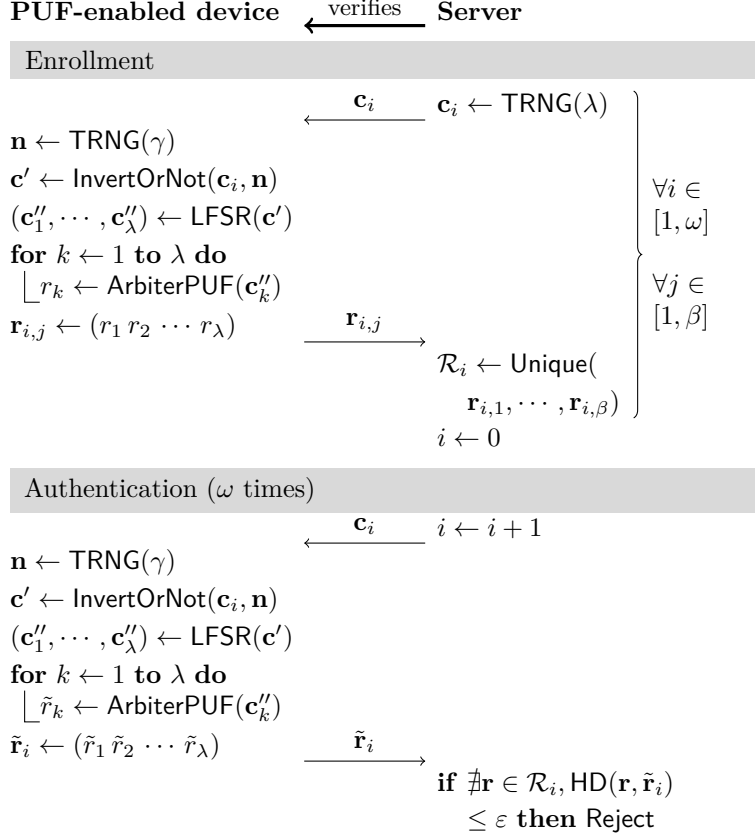 PUF-enabled device verifies Server
Enrollment
c_i c_i ← TRNG(λ)
n ← TRNG(γ)
c′ ← InvertOrNot(c_i, n)
(c″_1, ⋯ , c″_λ) ← LFSR(c′)
for k ← 1 to λ do
r_k ← ArbiterPUF(c″_k)
r_{i,j} ← (r_1 r_2 ⋯ r_λ) r_{i,j}
R_i ← Unique(
r_{i,1}, ⋯ , r_{i,β})
i ← 0
∀i ∈
[1, ω]
∀j ∈
[1, β]
Authentication (ω times)
c_i i ← i + 1
n ← TRNG(γ)
c′ ← InvertOrNot(c_i, n)
(c″_1, ⋯ , c″_λ) ← LFSR(c′)
for k ← 1 to λ do
r̃_k ← ArbiterPUF(c″_k)
r̃_i ← (r̃_1 r̃_2 ⋯ r̃_λ) r̃_i
if ∄r ∈ R_i, HD(r, r̃_i)
≤ ε then Reject